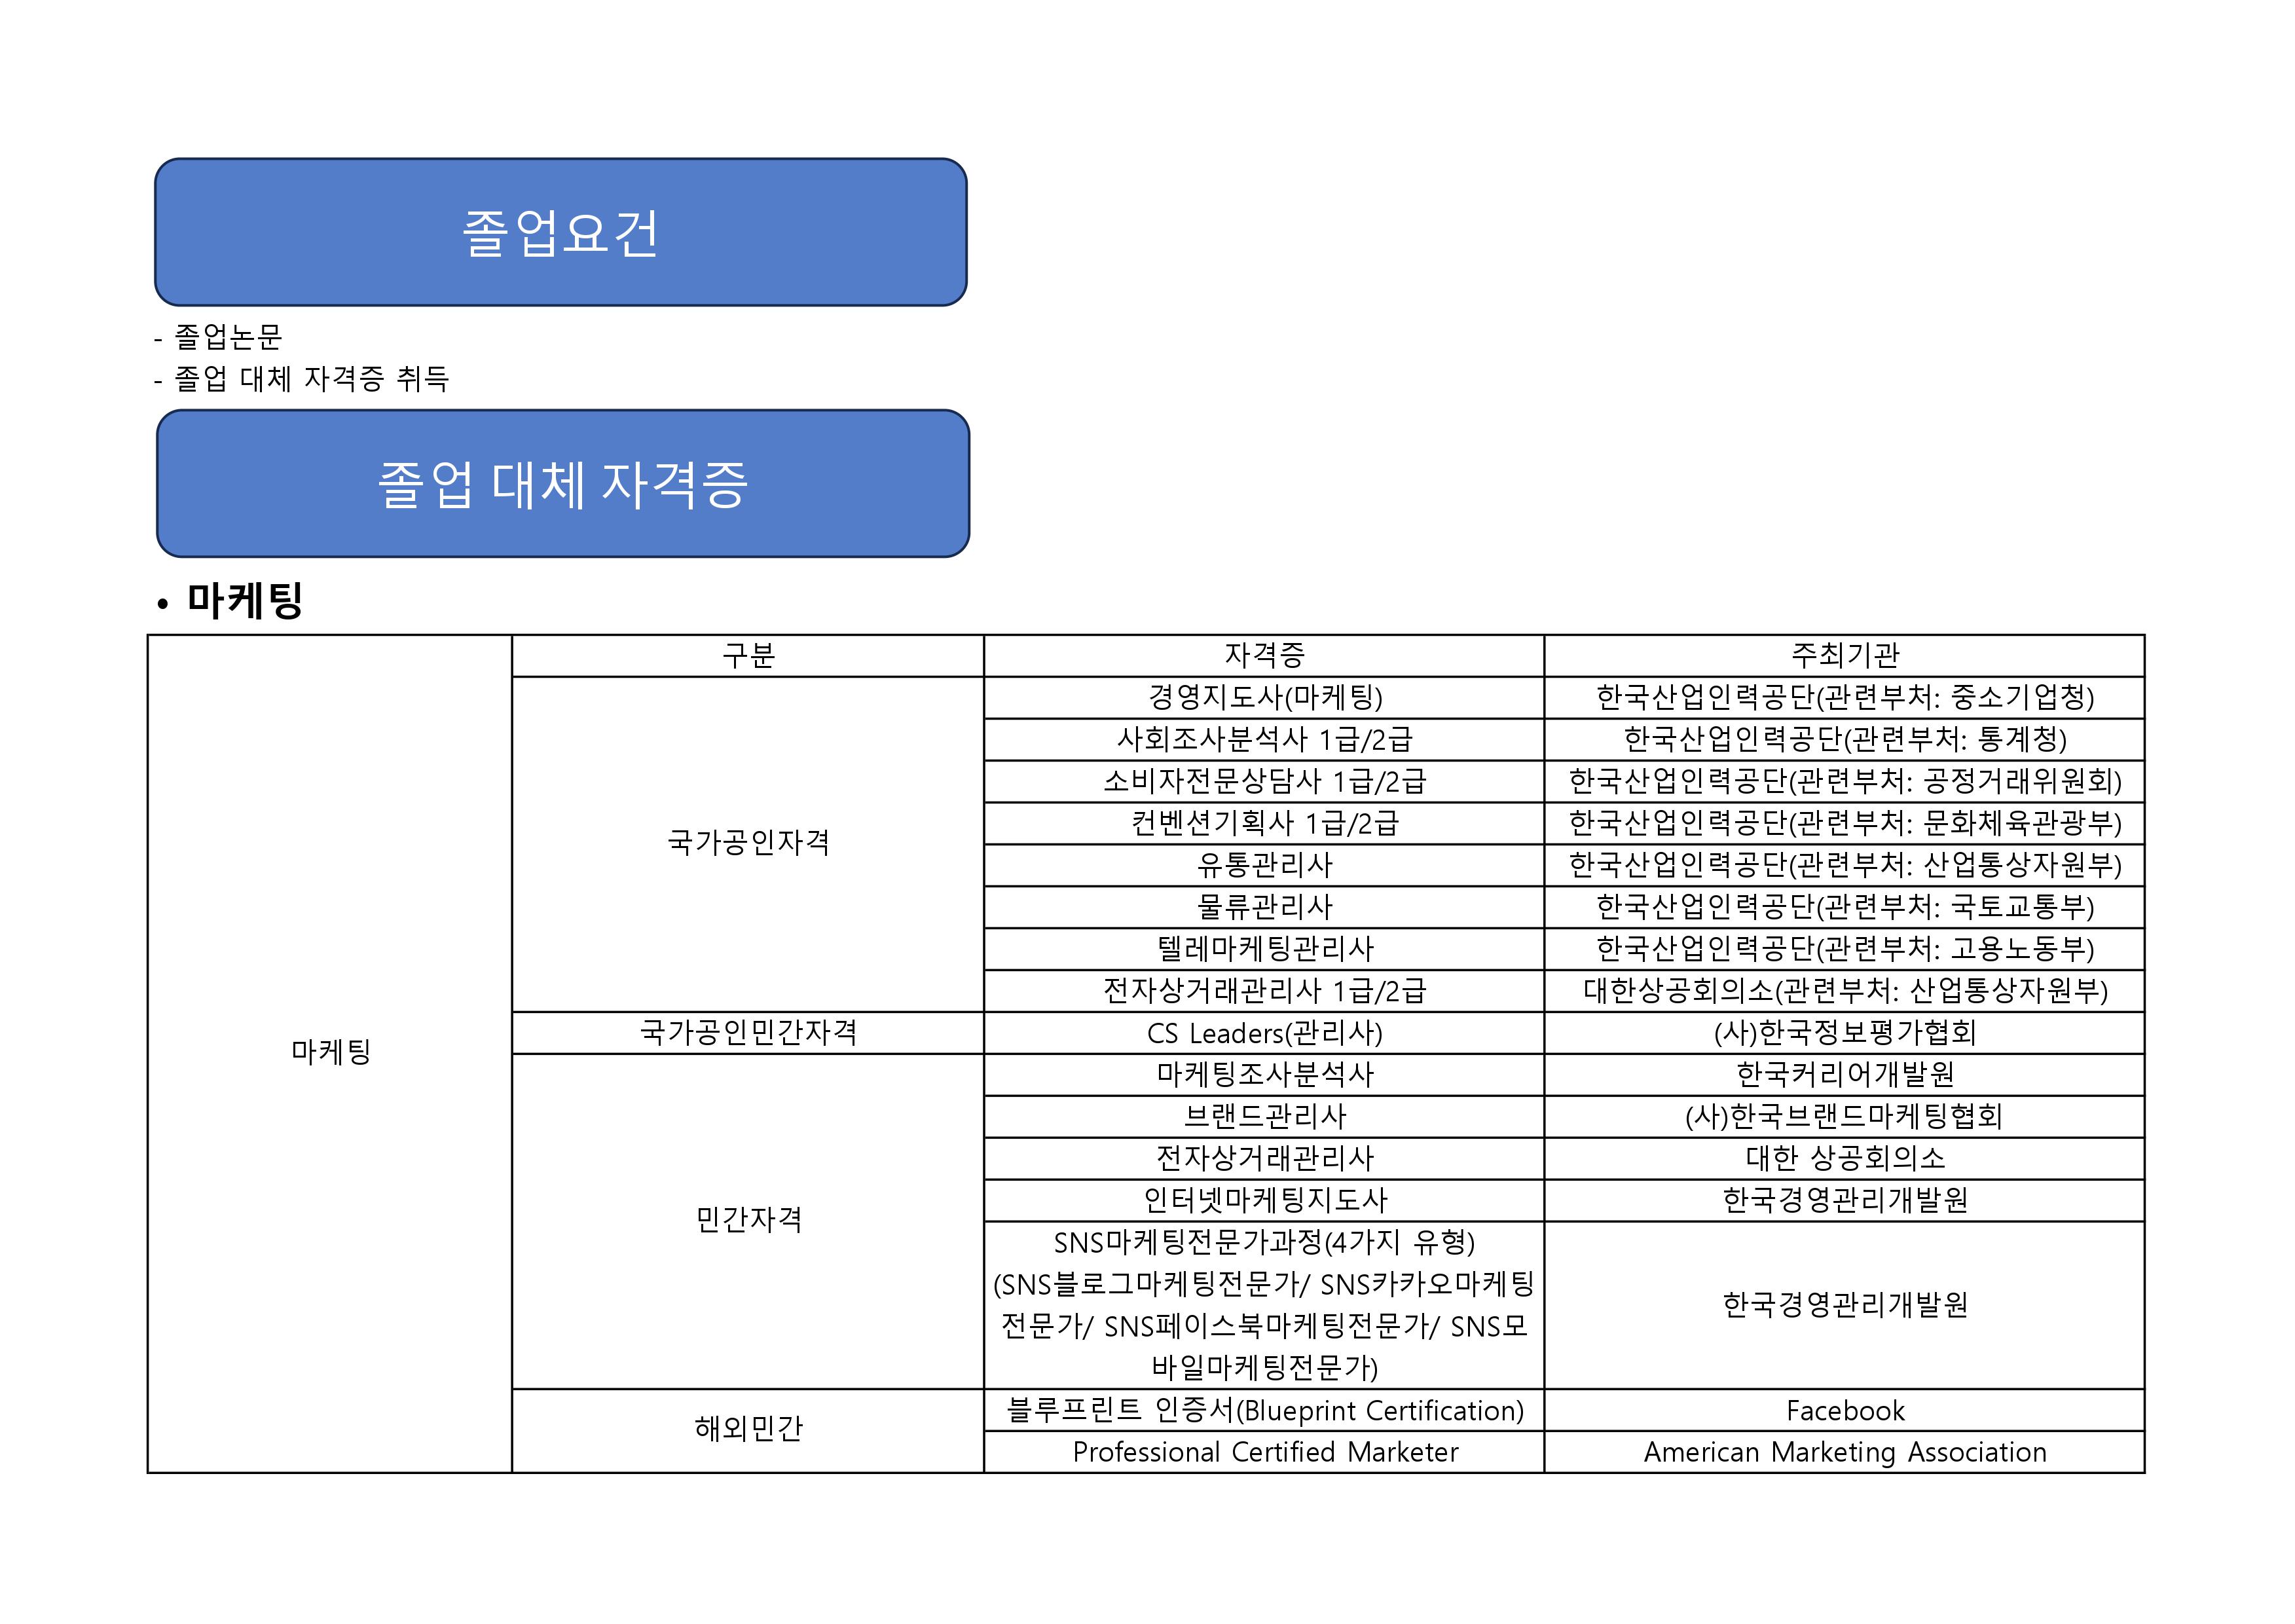 졸업요건
- 졸업논문
- 졸업 대체 자격증 취득
졸업 대체 자격증
• 마케팅
구분 자격증 주최기관
마케팅
국가공인자격
경영지도사(마케팅) 한국산업인력공단(관련부처: 중소기업청)
사회조사분석사 1급/2급 한국산업인력공단(관련부처: 통계청)
소비자전문상담사 1급/2급 한국산업인력공단(관련부처: 공정거래위원회)
컨벤션기획사 1급/2급 한국산업인력공단(관련부처: 문화체육관광부)
유통관리사 한국산업인력공단(관련부처: 산업통상자원부)
물류관리사 한국산업인력공단(관련부처: 국토교통부)
텔레마케팅관리사 한국산업인력공단(관련부처: 고용노동부)
전자상거래관리사 1급/2급 대한상공회의소(관련부처: 산업통상자원부)
국가공인민간자격 CS Leaders(관리사) (사)한국정보평가협회
민간자격
마케팅조사분석사 한국커리어개발원
브랜드관리사 (사)한국브랜드마케팅협회
전자상거래관리사 대한 상공회의소
인터넷마케팅지도사 한국경영관리개발원
SNS마케팅전문가과정(4가지 유형)
(SNS블로그마케팅전문가/ SNS카카오마케팅
전문가/ SNS페이스북마케팅전문가/ SNS모
바일마케팅전문가)
한국경영관리개발원
해외민간
블루프린트 인증서(Blueprint Certification) Facebook
Professional Certified Marketer American Marketing Association